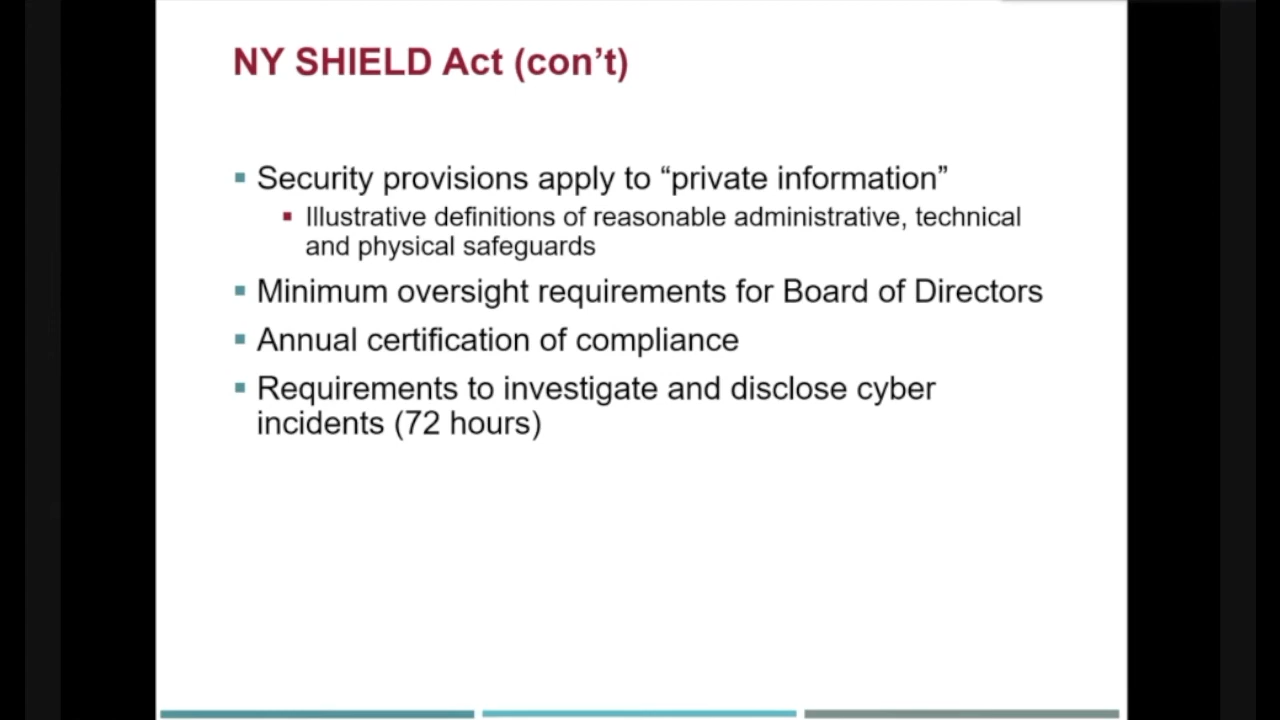 NY SHIELD Act (con’t)
Security provisions apply to “private information”
Illustrative definitions of reasonable administrative, technical
and physical safeguards
Minimum oversight requirements for Board of Directors
Annual certification of compliance
Requirements to investigate and disclose cyber
incidents (72 hours)